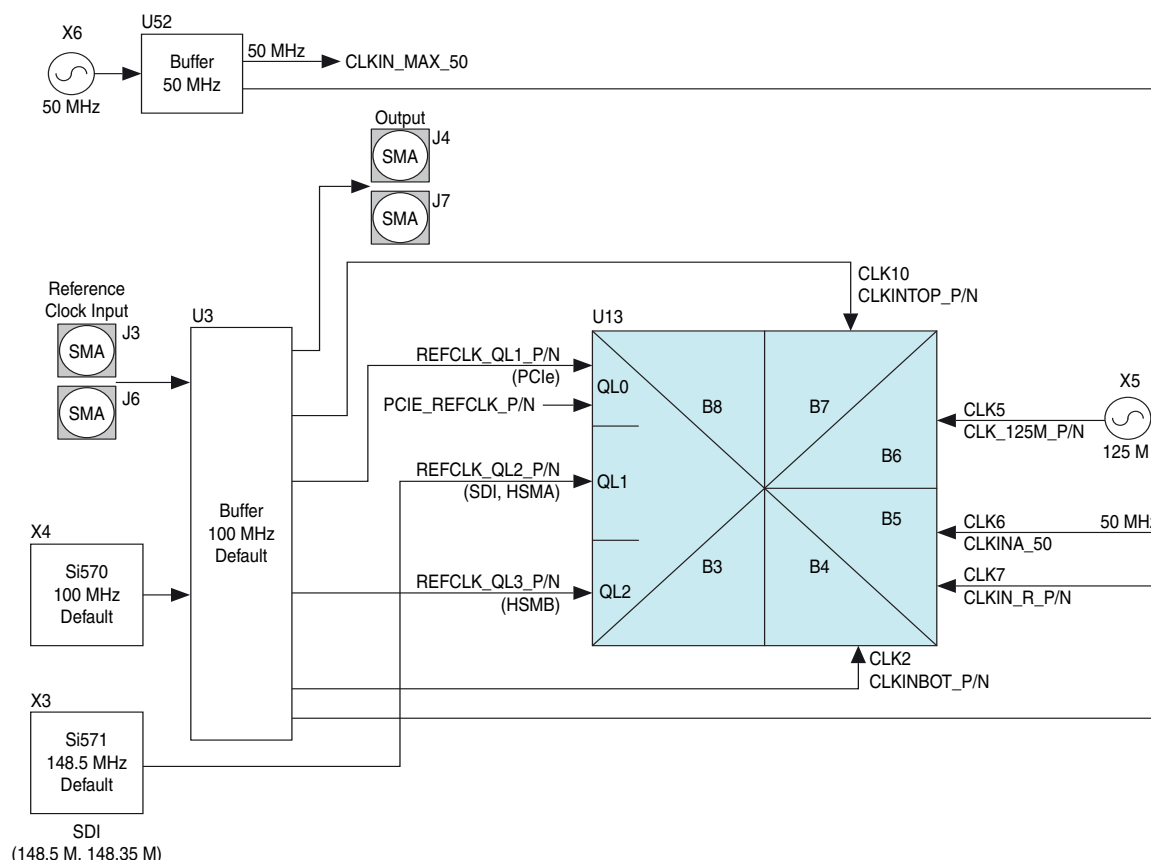 X6
50 MHz
U52
Buffer
50 MHz
50 MHz
CLKIN_MAX_50
Output
SMA
J4
SMA
J7
Reference
Clock Input
SMA
J3
SMA
J6
U3
Buffer
100 MHz
Default
X4
Si570
100 MHz
Default
X3
Si571
148.5 MHz
Default
SDI
(148.5 M, 148.35 M)
CLK10
CLKINTOP_P/N
U13
REFCLK_QL1_P/N
(PCIe)
PCIE_REFCLK_P/N
REFCLK_QL2_P/N
(SDI, HSMA)
REFCLK_QL3_P/N
(HSMB)
QL0
QL1
QL2
B8
B7
B6
B5
B3
B4
CLK5
CLK_125M_P/N
X5
125 M
CLK6
CLKINA_50
50 MHz
CLK7
CLKIN_R_P/N
CLK2
CLKINBOT_P/N